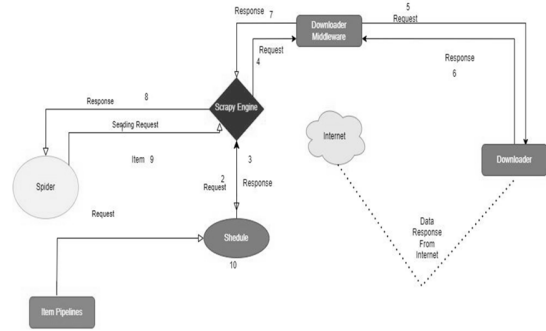 Response 7
Downloader
Middleware
5
Request
Request
4
Response
6
Response 8
Scrapy Engine
Sending Request
Internet
Downloader
Item 9
3
2
Request
Response
Spider
Request
Shedule
10
Data
Response
From
Internet
Item Pipelines